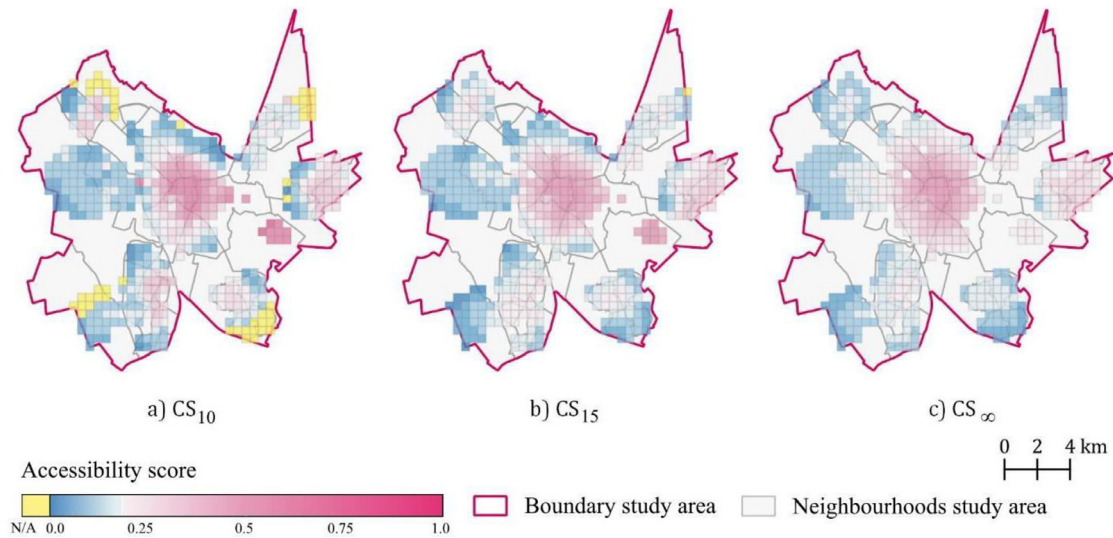 a) CS₁₀
b) CS₁₅
c) CS∞
0 2 4 km
Accessibility score
N/A 0.0 0.25 0.5 0.75 1.0
Boundary study area
Neighbourhoods study area